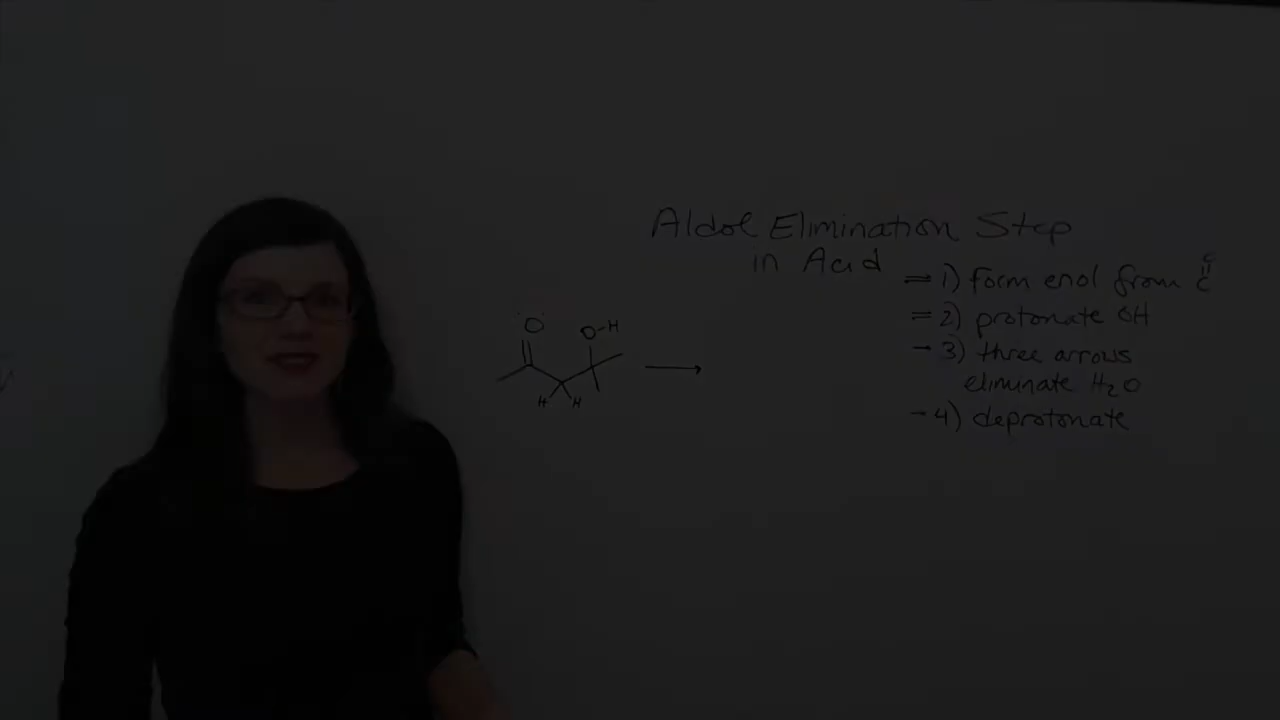 Aldol Elimination Step
in Acid
⇒ 1) form enol from C=C
= 2) protonate OH
→ 3) three arrows
eliminate H₂O
→ 4) deprotonate
O
O-H
H H